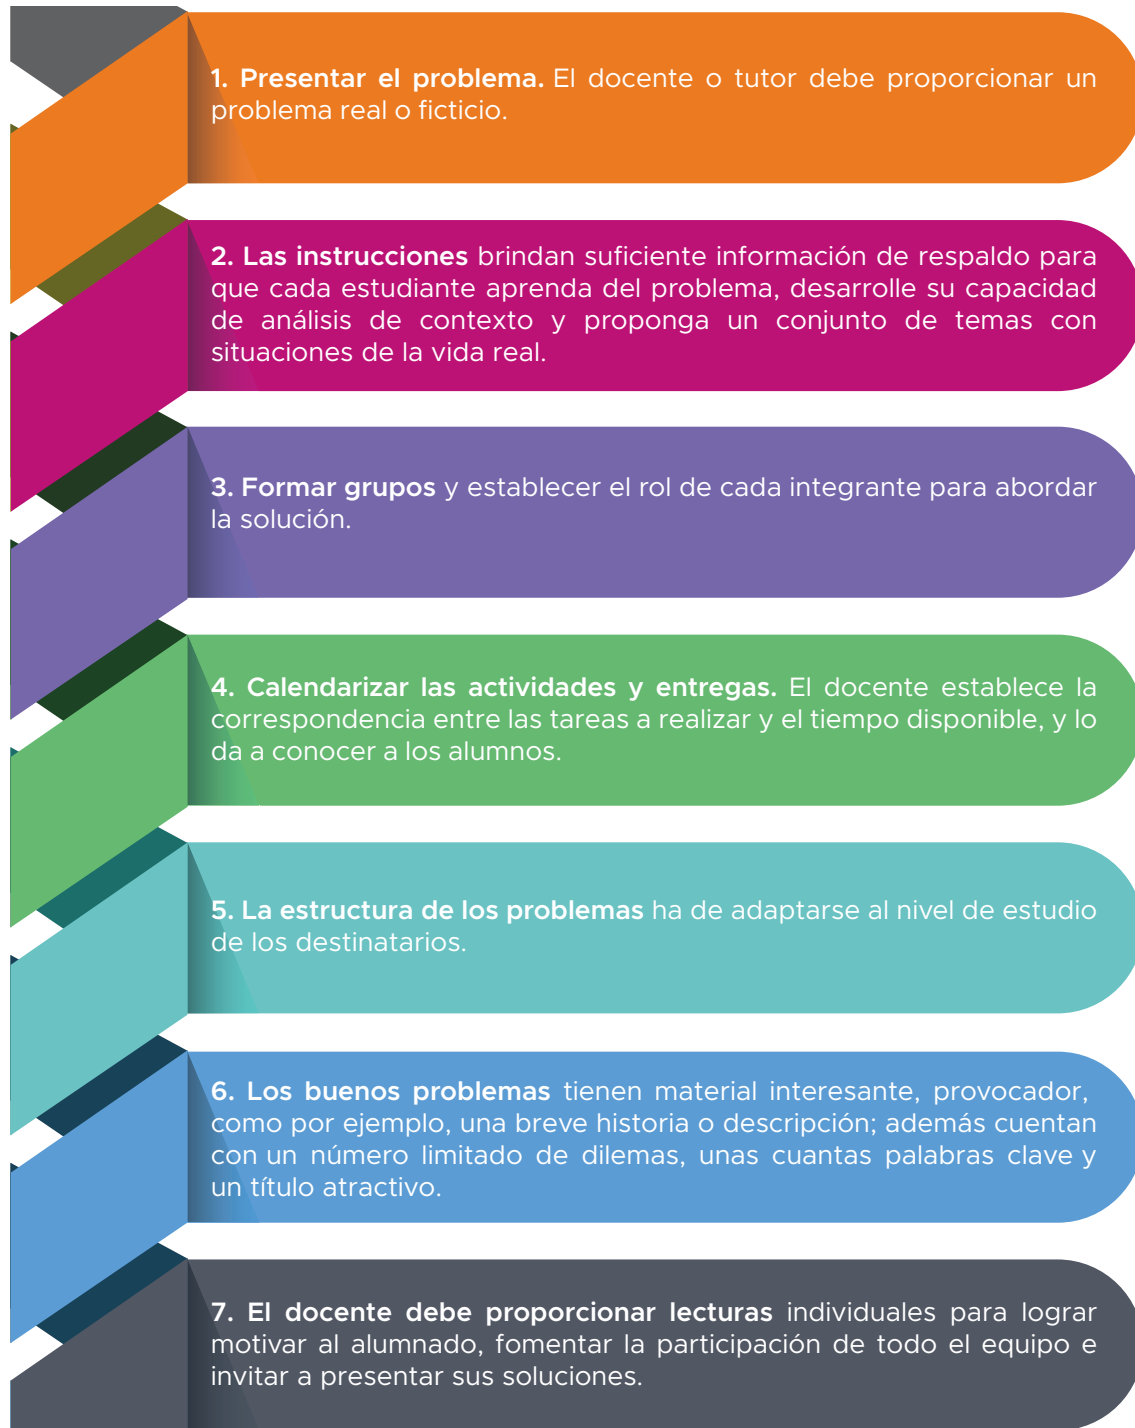 1. Presentar el problema. El docente o tutor debe proporcionar un
problema real o ficticio.
2. Las instrucciones brindan suficiente información de respaldo para
que cada estudiante aprenda del problema, desarrolle su capacidad
de análisis de contexto y proponga un conjunto de temas con
situaciones de la vida real.
3. Formar grupos y establecer el rol de cada integrante para abordar
la solución.
4. Calendarizar las actividades y entregas. El docente establece la
correspondencia entre las tareas a realizar y el tiempo disponible, y lo
da a conocer a los alumnos.
5. La estructura de los problemas ha de adaptarse al nivel de estudio
de los destinatarios.
6. Los buenos problemas tienen material interesante, provocador,
como por ejemplo, una breve historia o descripción; además cuentan
con un número limitado de dilemas, unas cuantas palabras clave y
un título atractivo.
7. El docente debe proporcionar lecturas individuales para lograr
motivar al alumnado, fomentar la participación de todo el equipo e
invitar a presentar sus soluciones.